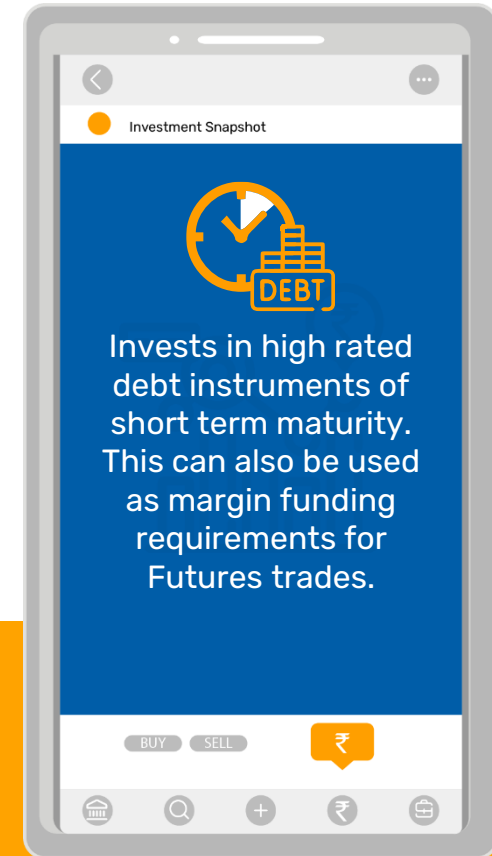 Investment Snapshot
DEBT
Invests in high rated
debt instruments of
short term maturity.
This can also be used
as margin funding
requirements for
Futures trades.
BUY SELL ₹
₹